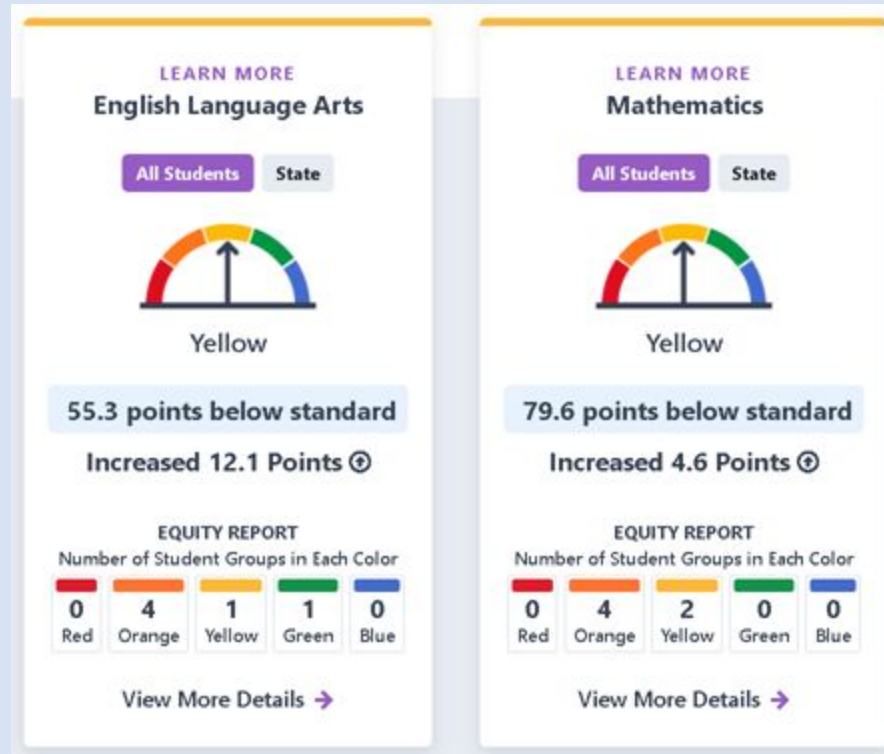 LEARN MORE
English Language Arts
All Students State
Yellow
55.3 points below standard
Increased 12.1 Points
EQUITY REPORT
Number of Student Groups in Each Color
0 4 1 1 0
Red Orange Yellow Green Blue
View More Details →
LEARN MORE
Mathematics
All Students State
Yellow
79.6 points below standard
Increased 4.6 Points
EQUITY REPORT
Number of Student Groups in Each Color
0 4 2 0 0
Red Orange Yellow Green Blue
View More Details →